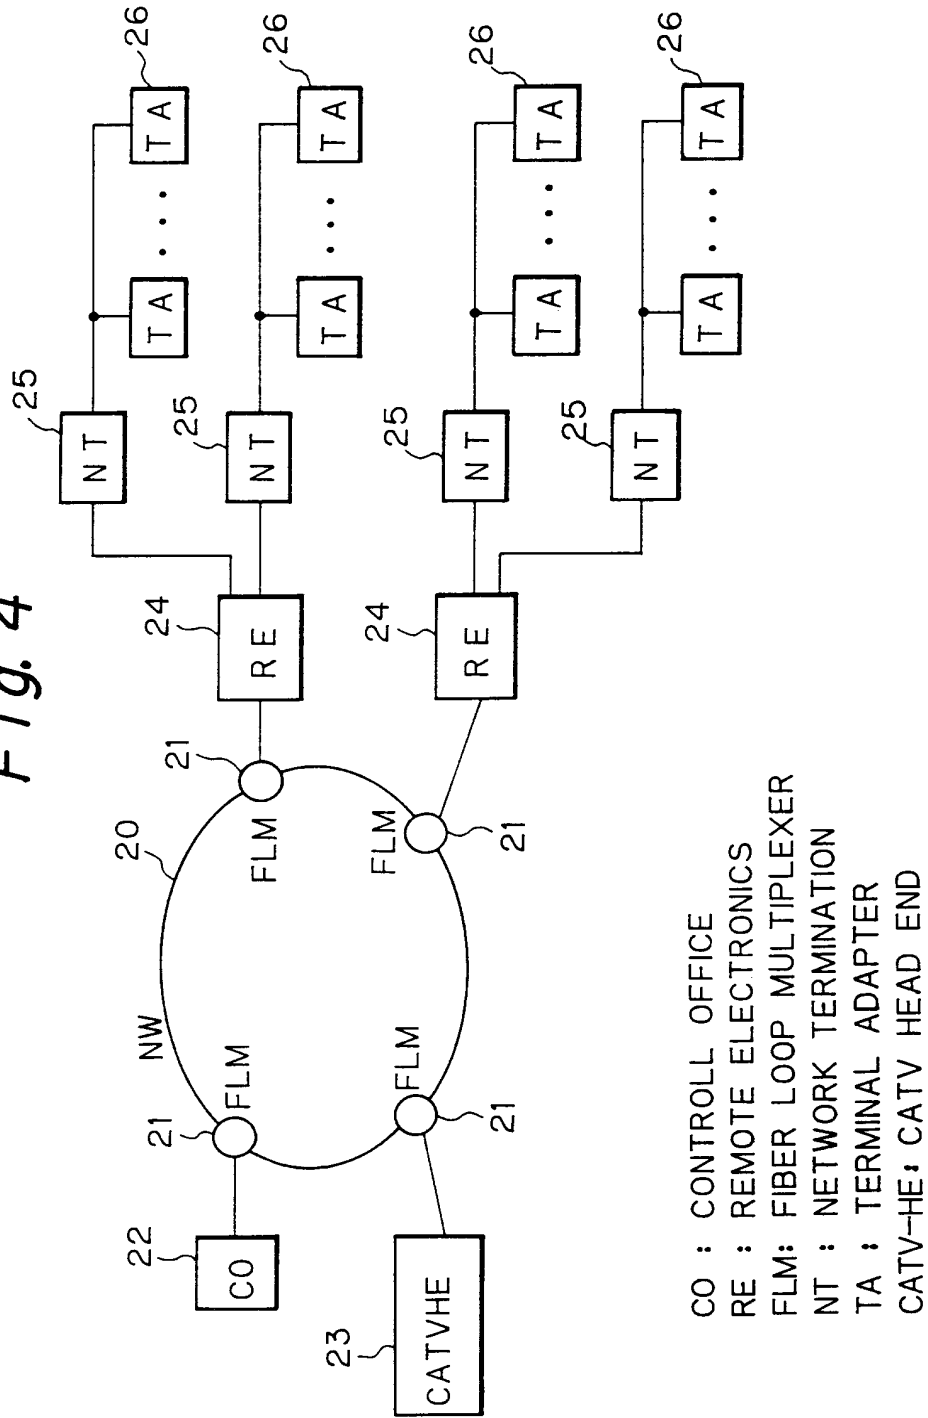 Fig. 4
22
CO
23
CATVHE
21
FLM
NW
20
21
FLM
21
FLM
21
FLM
24
RE
24
RE
25
NT
25
NT
25
NT
25
NT
TA
. . .
TA
26
TA
. . .
TA
26
TA
. . .
TA
26
TA
. . .
TA
26
CO : CONTROLL OFFICE
RE : REMOTE ELECTRONICS
FLM: FIBER LOOP MULTIPLEXER
NT : NETWORK TERMINATION
TA : TERMINAL ADAPTER
CATV-HE: CATV HEAD END